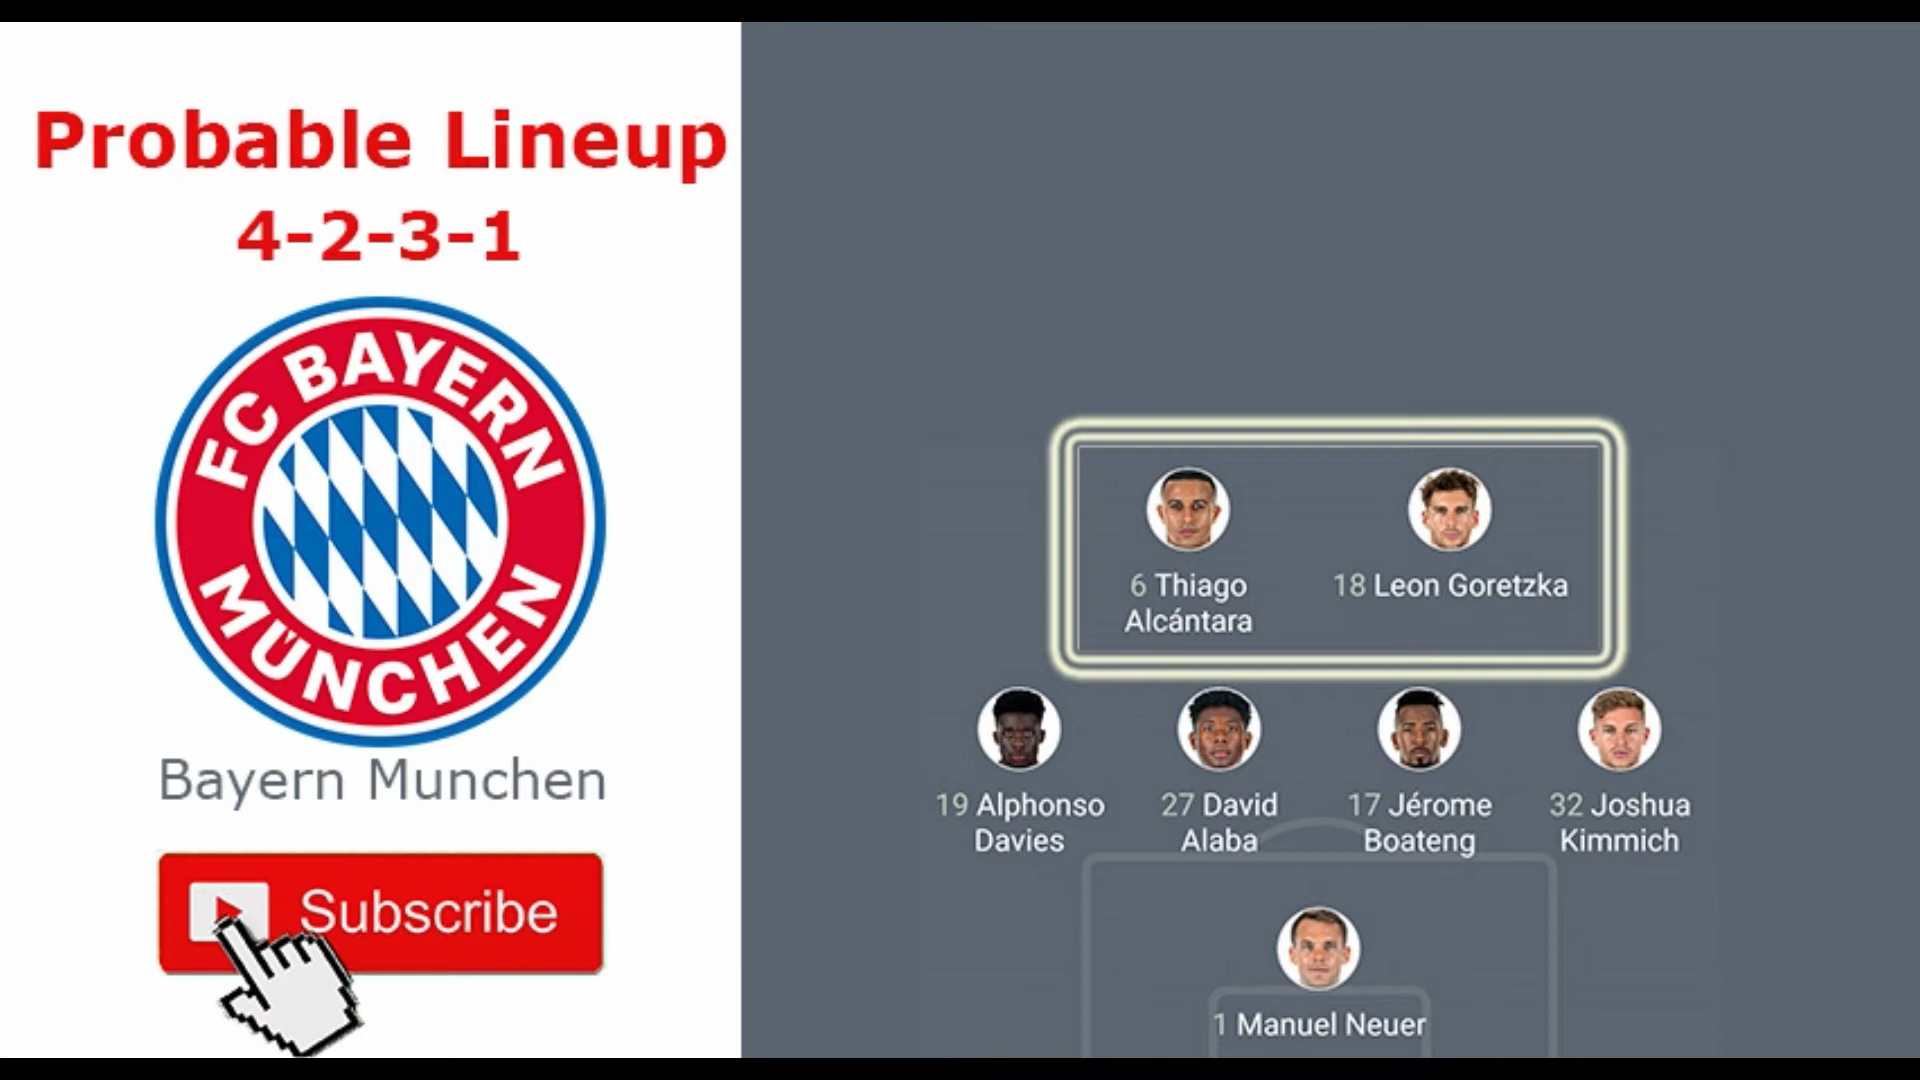 Probable Lineup
4-2-3-1
FC BAYERN
MÜNCHEN
Bayern Munchen
Subscribe
6 Thiago
Alcántara
18 Leon Goretzka
19 Alphonso
Davies
27 David
Alaba
17 Jérome
Boateng
32 Joshua
Kimmich
1 Manuel Neuer